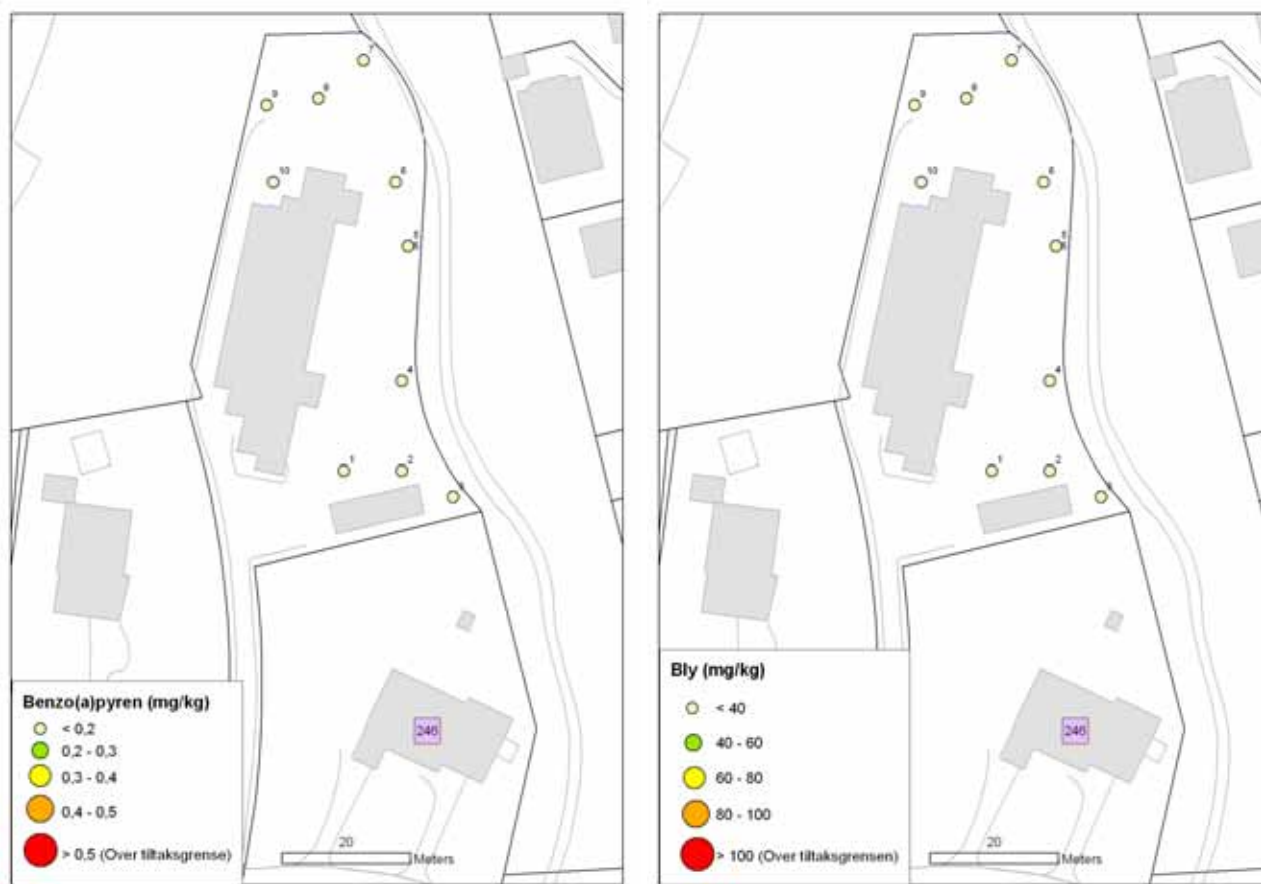 7
9
8
10
6
5
4
1
2
3
246
Benzo(a)pyren (mg/kg)
< 0,2
0,2 - 0,3
0,3 - 0,4
0,4 - 0,5
> 0,5 (Over tiltaksgrense)
20
Meters
7
9
8
10
6
5
4
1
2
3
246
Bly (mg/kg)
< 40
40 - 60
60 - 80
80 - 100
> 100 (Over tiltaksgrensen)
20
Meters